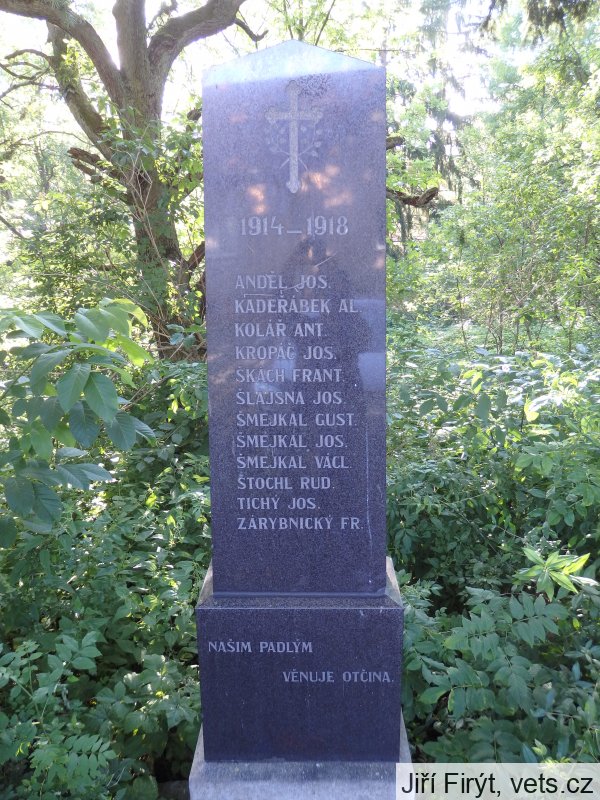 1914–1918
ANDĚL JOS.
KADEŘÁBEK AL.
KOLÁŘ ANT.
KROPÁČ JOS.
ŠKACH FRANT.
ŠLAJSNA JOS.
ŠMEJKAL GUST.
ŠMEJKAL JOS.
ŠMEJKAL VÁCL.
ŠTOCHL RUD.
TICHÝ JOS.
ZÁRYBNICKÝ FR.
NAŠIM PADLÝM
VĚNUJE OTČINA.
Jiří Firýt, vets.cz